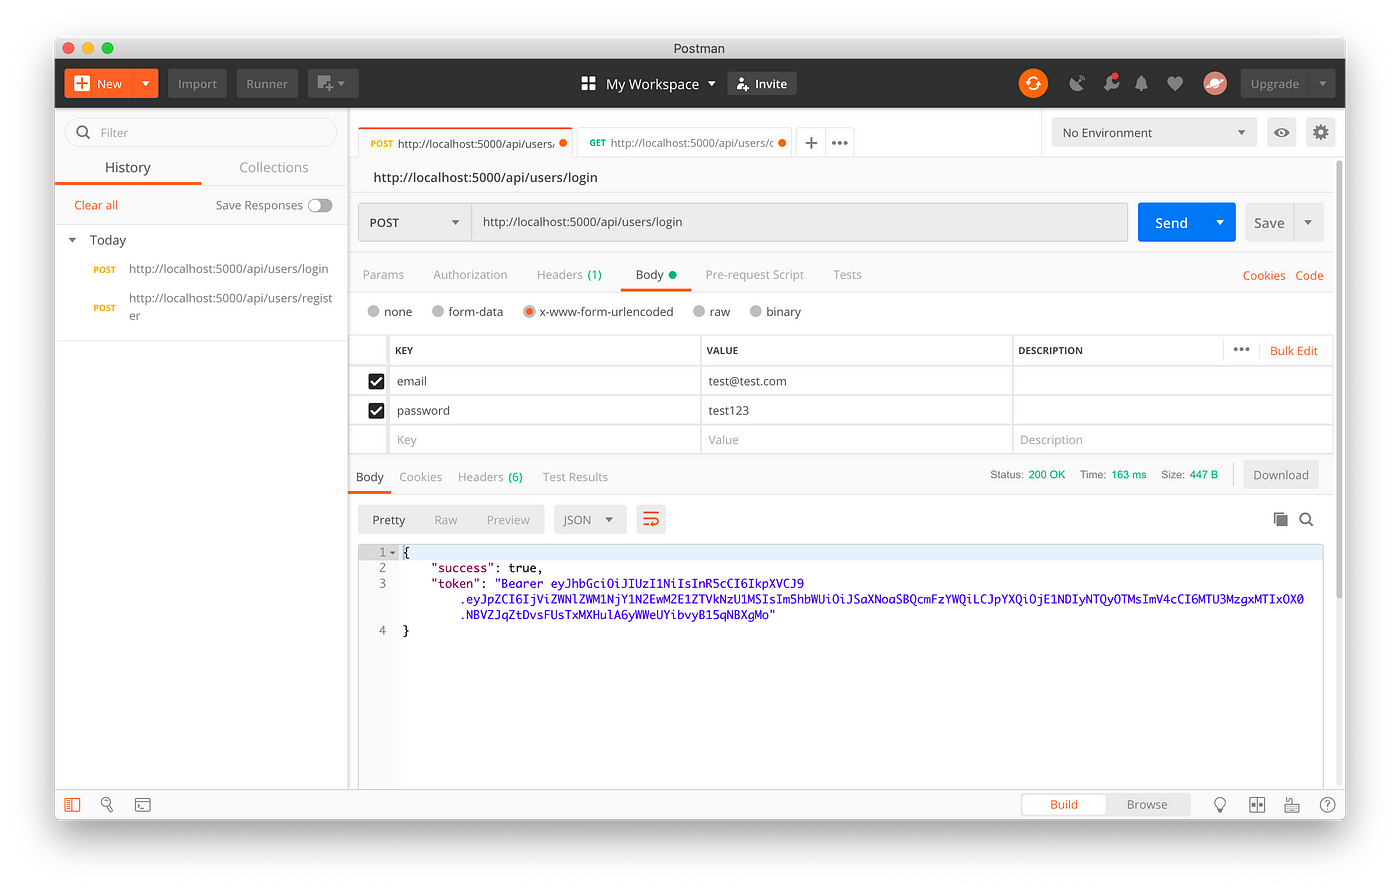 Postman
New
Import
Runner
My Workspace
Invite
Upgrade
Filter
History
Collections
Clear all
Save Responses
Today
POST http://localhost:5000/api/users/login
POST http://localhost:5000/api/users/regist
er
POST http://localhost:5000/api/users/
GET http://localhost:5000/api/users/c
No Environment
http://localhost:5000/api/users/login
POST http://localhost:5000/api/users/login
Send
Save
Params Authorization Headers (1) Body Pre-request Script Tests
Cookies Code
none form-data x-www-form-urlencoded raw binary
KEY VALUE DESCRIPTION
Bulk Edit
email test@test.com
password test123
Key Value Description
Body Cookies Headers (6) Test Results
Status: 200 OK Time: 163 ms Size: 447 B
Download
Pretty Raw Preview JSON
1 {
2 "success": true,
3 "token": "Bearer eyJhbGciOiJIUzI1NiIsInR5cCI6IkpXVCJ9
.eyJpZCI6IjViZWNlZWM1NjY1N2EwM2E1ZTVkNzU1MSIsIm5hbWUiOiJSaXNoaSBQcmFzYWQiLCJpYXQiOjE1NDIyNTQyOTMsImV4cCI6MTU3MzgxMTIxOX0
.NBVZJqZtDvsFUsTxMXHulA6yWWeUYibvyB15qNBXgMo"
4 }
Build
Browse